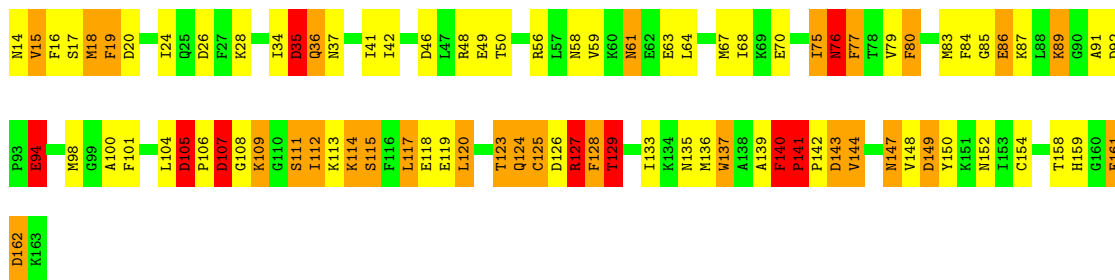 N14 V15 F16 S17 M18 F19 D20 I24 Q25 D26 F27 K28 I34 D35 Q36 N37 I41 I42 D46 L47 R48 E49 T50 R56 L57 N58 V59 K60 N61 E62 E63 L64 M67 I68 K69 E70 I75 N76 F77 T78 V79 F80 M83 F84 G85 E86 K87 L88 K89 G90 A91 D92
P93 E94 M98 G99 A100 F101 L104 D105 P106 D107 G108 K109 G110 S111 I112 K113 K114 S115 F116 L117 E118 E119 L120 T123 Q124 C125 D126 R127 F128 T129 I133 K134 N135 M136 W137 A138 A139 F140 P141 P142 D143 V144 N147 V148 D149 Y150 K151 N152 I153 C154 T158 H159 G160 E161
D162 K163